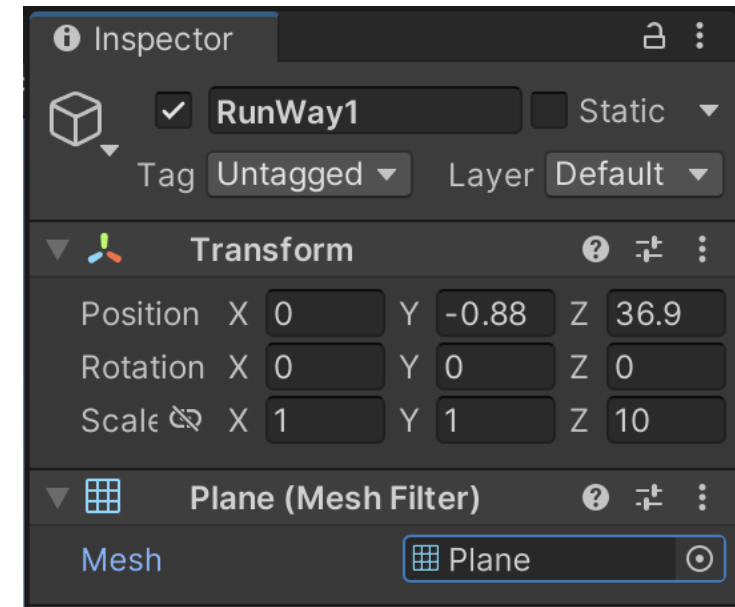 Inspector
RunWay1 Static
Tag Untagged Layer Default
Transform
Position X 0 Y -0.88 Z 36.9
Rotation X 0 Y 0 Z 0
Scale X 1 Y 1 Z 10
Plane (Mesh Filter)
Mesh Plane